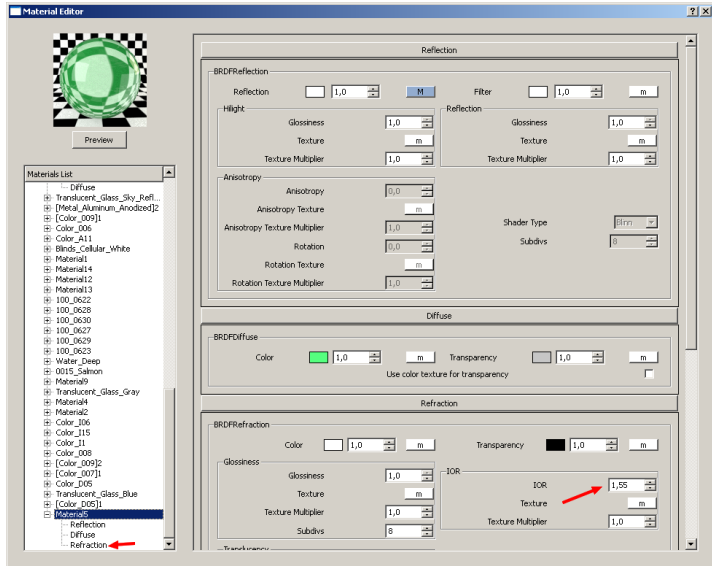 Material Editor
Preview
Materials List
Diffuse
Translucent_Glass_Sky_Refl...
[Metal_Aluminum_Anodized]2
[Color_009]1
Color_006
Color_A11
Blinds_Cellular_White
Material1
Material14
Material12
Material13
100_0622
100_0628
100_0630
100_0627
100_0629
100_0623
Water_Deep
0015_Salmon
Material9
Translucent_Glass_Gray
Material4
Material2
Color_I06
Color_I15
Color_I1
Color_008
[Color_009]2
[Color_007]1
Color_D05
Translucent_Glass_Blue
[Color_D05]1
Material5
Reflection
Diffuse
Refraction
Reflection
BRDFReflection
Reflection 1,0 M Filter 1,0 m
Hilight Reflection
Glossiness 1,0 Glossiness 1,0
Texture m Texture m
Texture Multiplier 1,0 Texture Multiplier 1,0
Anisotropy
Anisotropy 0,0
Anisotropy Texture m
Anisotropy Texture Multiplier 1,0 Shader Type Blinn
Rotation 0,0 Subdivs 8
Rotation Texture m
Rotation Texture Multiplier 1,0
Diffuse
BRDFDiffuse
Color 1,0 m Transparency 1,0 m
Use color texture for transparency
Refraction
BRDFRefraction
Color 1,0 m Transparency 1,0 m
Glossiness IOR
Glossiness 1,0 IOR 1,55
Texture m Texture m
Texture Multiplier 1,0 Texture Multiplier 1,0
Subdivs 8
Translucency